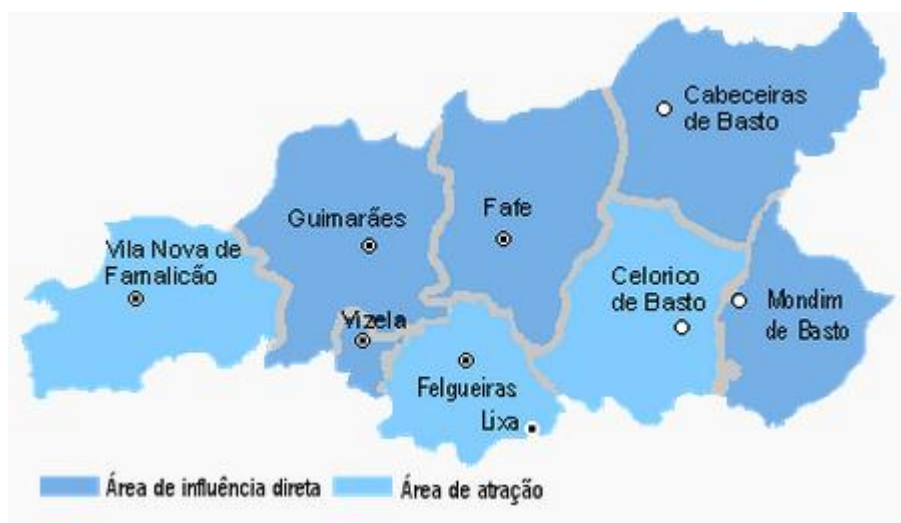 Cabeceiras
de Basto
Guimarães
Fafe
Vila Nova de
Famalicão
Celorico
de Basto
Mondim
de Basto
Vizela
Felgueiras
Lixa
Área de influência direta
Área de atração